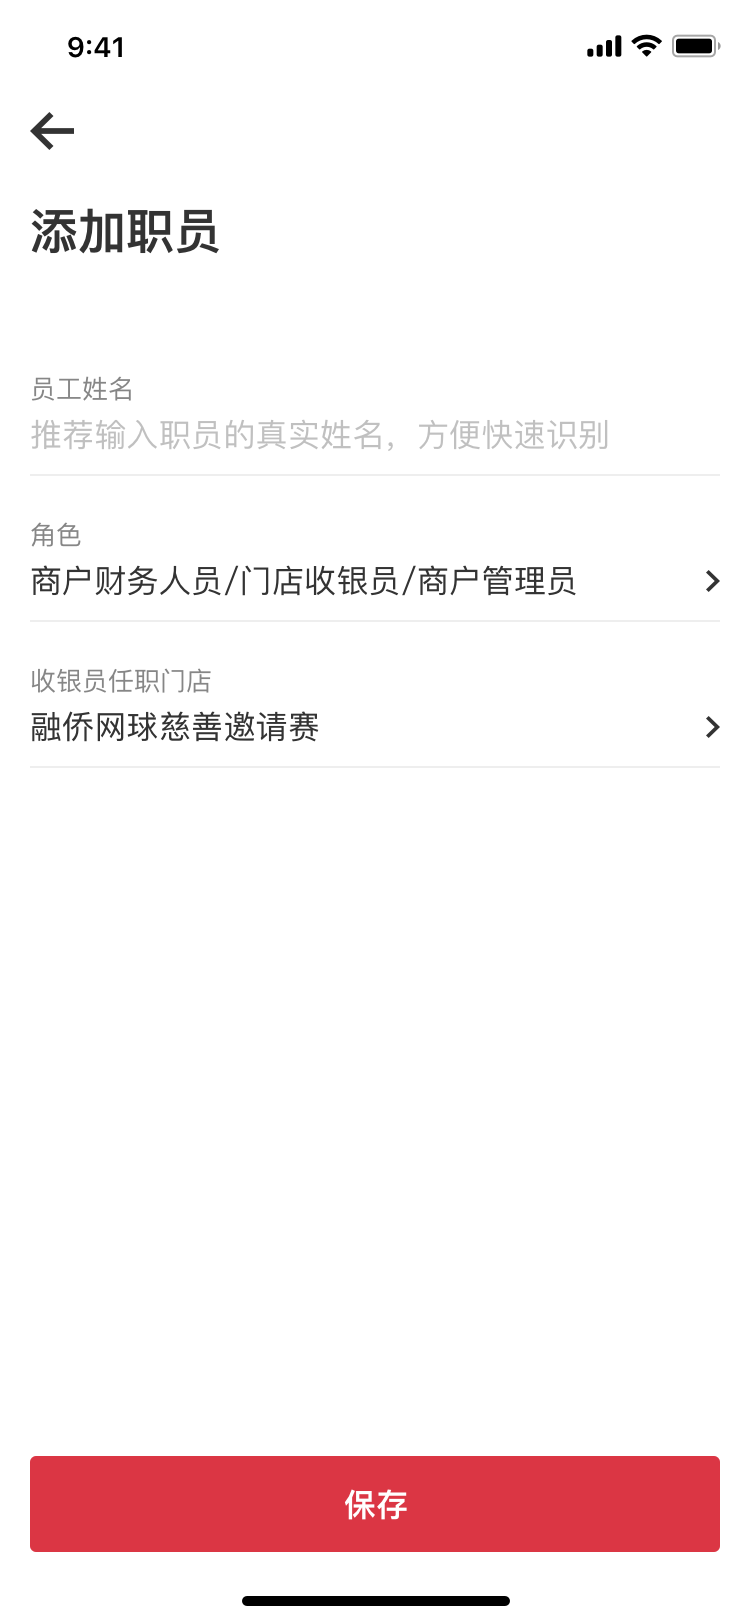 9:41
添加职员
员工姓名
推荐输入职员的真实姓名，方便快速识别
角色
商户财务人员/门店收银员/商户管理员
收银员任职门店
融侨网球慈善邀请赛
保存